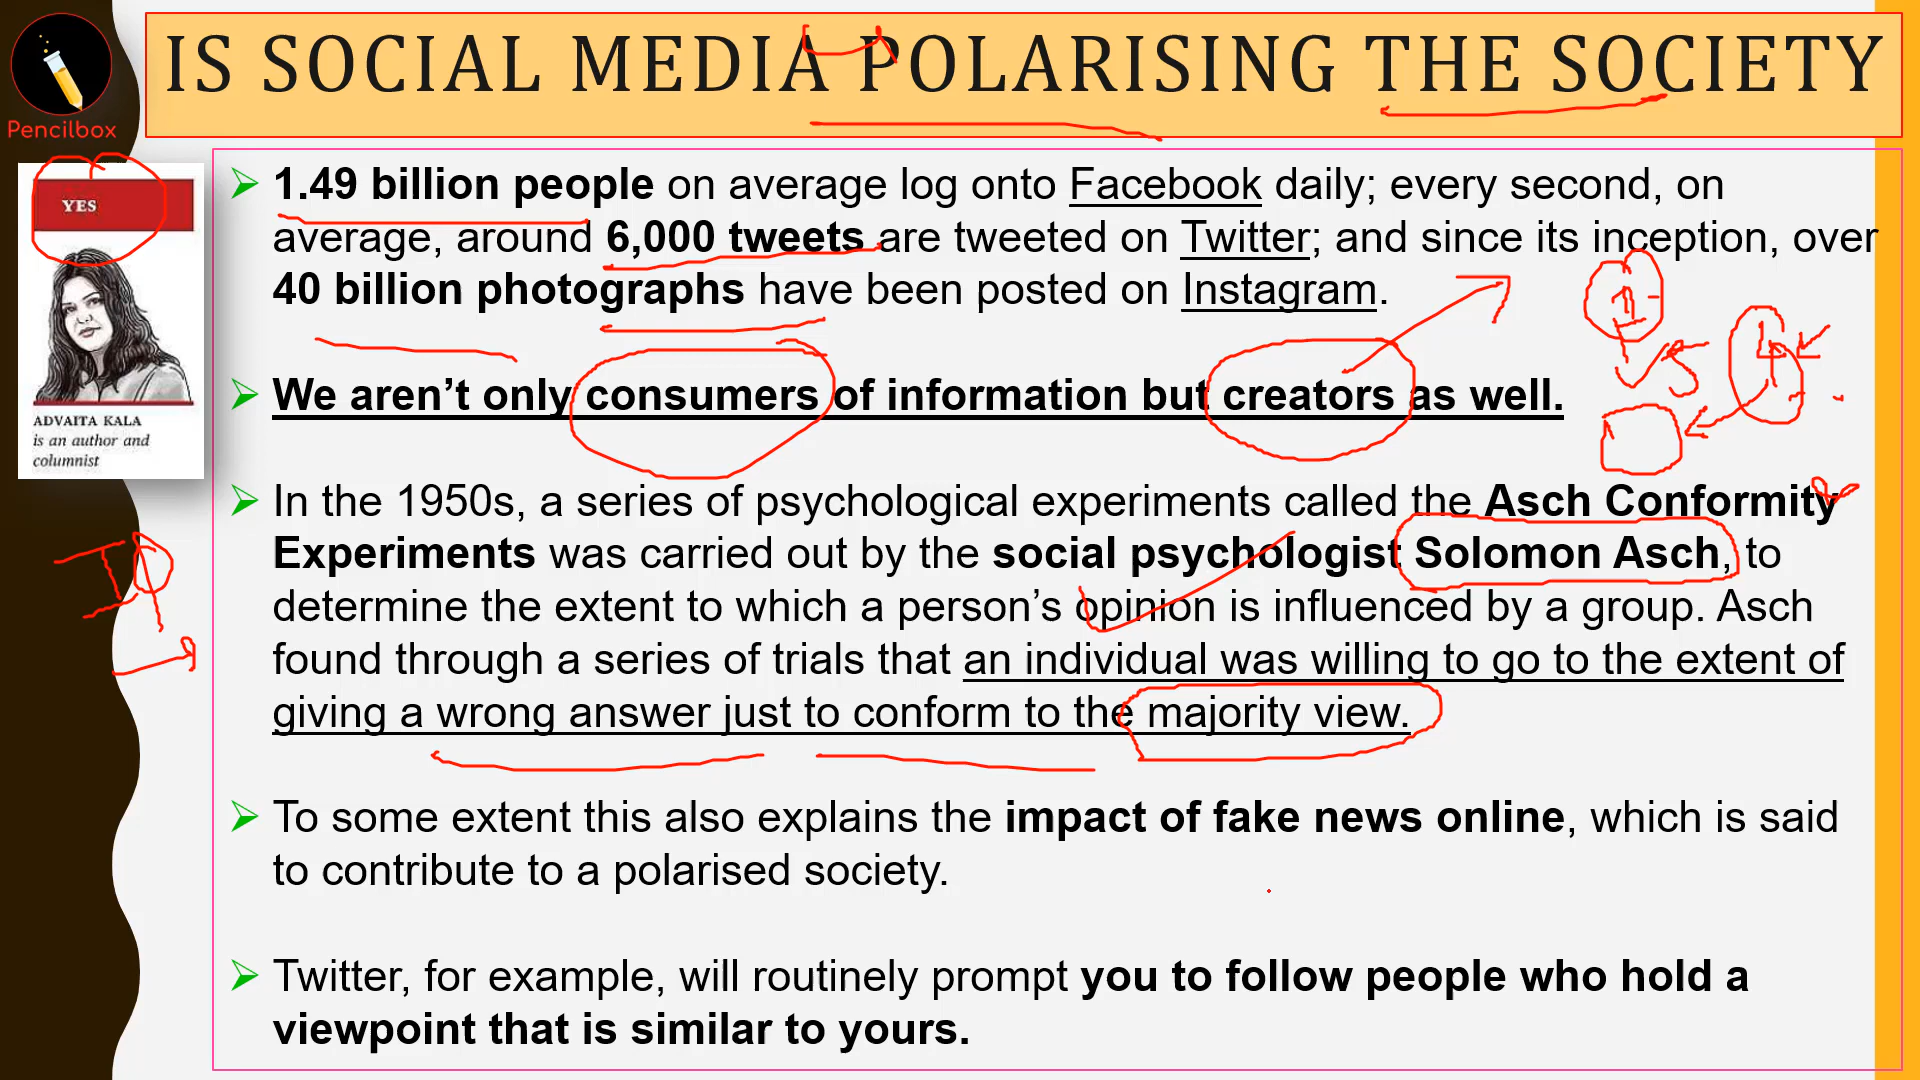 IS SOCIAL MEDIA POLARISING THE SOCIETY
Pencilbox
YES
ADVAITA KALA
is an author and
columnist
1.49 billion people on average log onto Facebook daily; every second, on
average, around 6,000 tweets are tweeted on Twitter; and since its inception, over
40 billion photographs have been posted on Instagram.
We aren’t only consumers of information but creators as well.
In the 1950s, a series of psychological experiments called the Asch Conformity
Experiments was carried out by the social psychologist Solomon Asch, to
determine the extent to which a person’s opinion is influenced by a group. Asch
found through a series of trials that an individual was willing to go to the extent of
giving a wrong answer just to conform to the majority view.
To some extent this also explains the impact of fake news online, which is said
to contribute to a polarised society.
Twitter, for example, will routinely prompt you to follow people who hold a
viewpoint that is similar to yours.